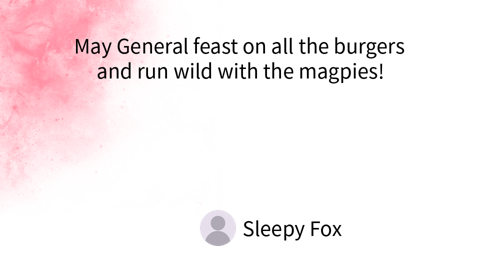 May General feast on all the burgers
and run wild with the magpies!
Sleepy Fox